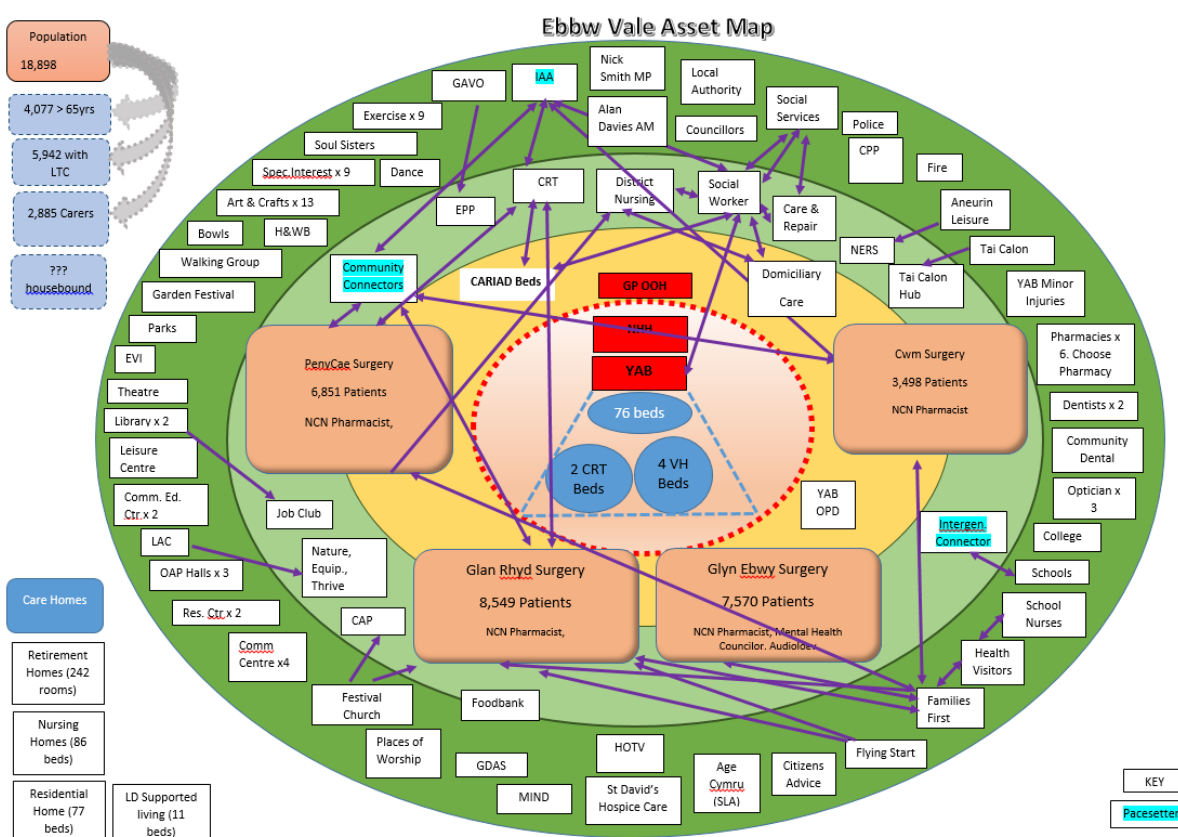 Ebbw Vale Asset Map
Population
18,898
4,077 > 65yrs
5,942 with
LTC
2,885 Carers
???
housebound
GAVO
IAA
Nick
Smith MP
Local
Authority
Alan
Davies AM
Councillors
Social
Services
Police
CPP
Fire
Exercise x 9
Soul Sisters
Spec.Interest x 9
Dance
Art & Crafts x 13
Bowls
H&WB
Walking Group
Garden Festival
Parks
EVI
Theatre
Library x 2
Leisure
Centre
Comm. Ed.
Ctr x 2
LAC
OAP Halls x 3
Res. Ctr x 2
Comm
Centre x4
EPP
CRT
District
Nursing
Social
Worker
Care &
Repair
NERS
Aneurin
Leisure
Tai Calon
Tai Calon
Hub
YAB Minor
Injuries
Pharmacies x
6. Choose
Pharmacy
Dentists x 2
Community
Dental
Optician x
3
College
Schools
School
Nurses
Health
Visitors
Families
First
Flying Start
Community
Connectors
CARIAD Beds
GP OOH
Domiciliary
Care
NHH
YAB
76 beds
2 CRT
Beds
4 VH
Beds
YAB
OPD
PenyCae Surgery
6,851 Patients
NCN Pharmacist,
Cwm Surgery
3,498 Patients
NCN Pharmacist
Glan Rhyd Surgery
8,549 Patients
NCN Pharmacist,
Glyn Ebwy Surgery
7,570 Patients
NCN Pharmacist, Mental Health
Councilor. Audiology
Intergen.
Connector
Job Club
Nature,
Equip.,
Thrive
CAP
Festival
Church
Foodbank
Places of
Worship
GDAS
MIND
HOTV
St David's
Hospice Care
Age
Cymru
(SLA)
Citizens
Advice
Care Homes
Retirement
Homes (242
rooms)
Nursing
Homes (86
beds)
Residential
Home (77
beds)
LD Supported
living (11
beds)
KEY
Pacesetter